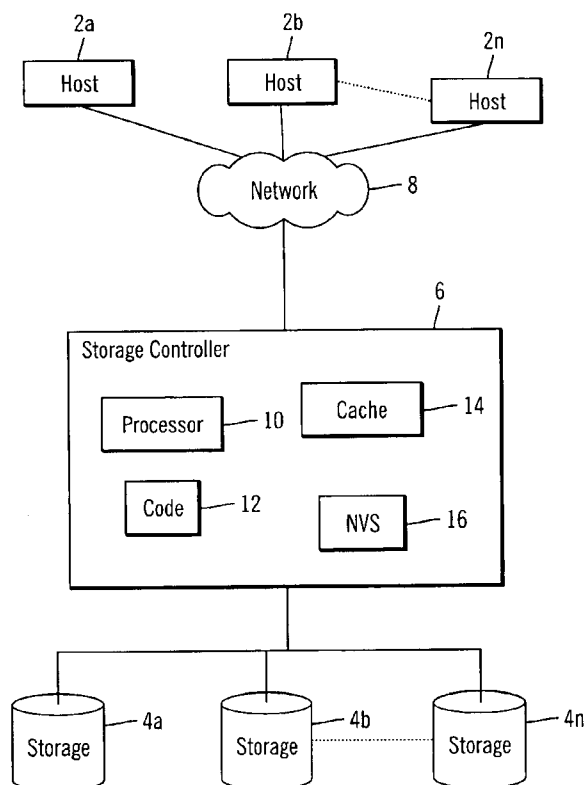 2a 2b 2n
Host Host Host
Network 8
6
Storage Controller
Processor 10 Cache 14
Code 12 NVS 16
Storage 4a Storage 4b Storage 4n